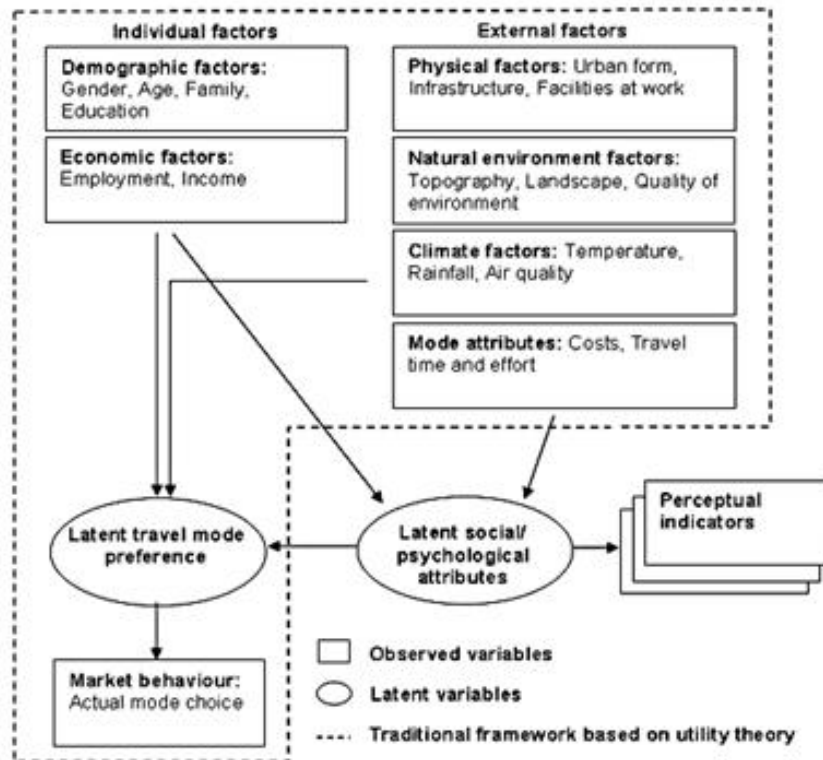 Individual factors
Demographic factors:
Gender, Age, Family,
Education
Economic factors:
Employment, Income
External factors
Physical factors: Urban form,
Infrastructure, Facilities at work
Natural environment factors:
Topography, Landscape, Quality of
environment
Climate factors: Temperature,
Rainfall, Air quality
Mode attributes: Costs, Travel
time and effort
Latent travel mode
preference
Latent social/
psychological
attributes
Perceptual
indicators
Market behaviour:
Actual mode choice
Observed variables
Latent variables
Traditional framework based on utility theory